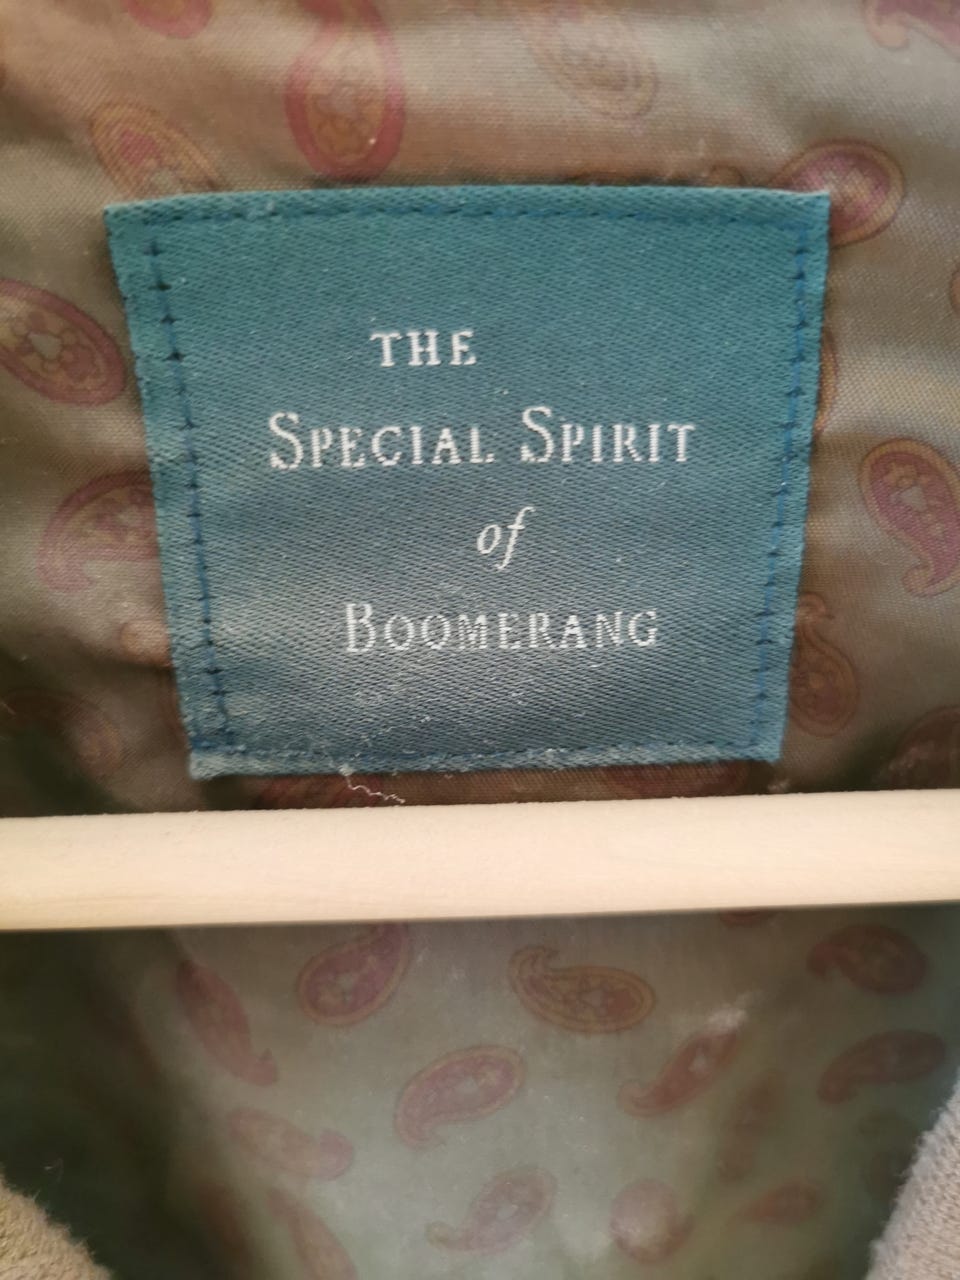 THE
SPECIAL SPIRIT
of
BOOMERANG